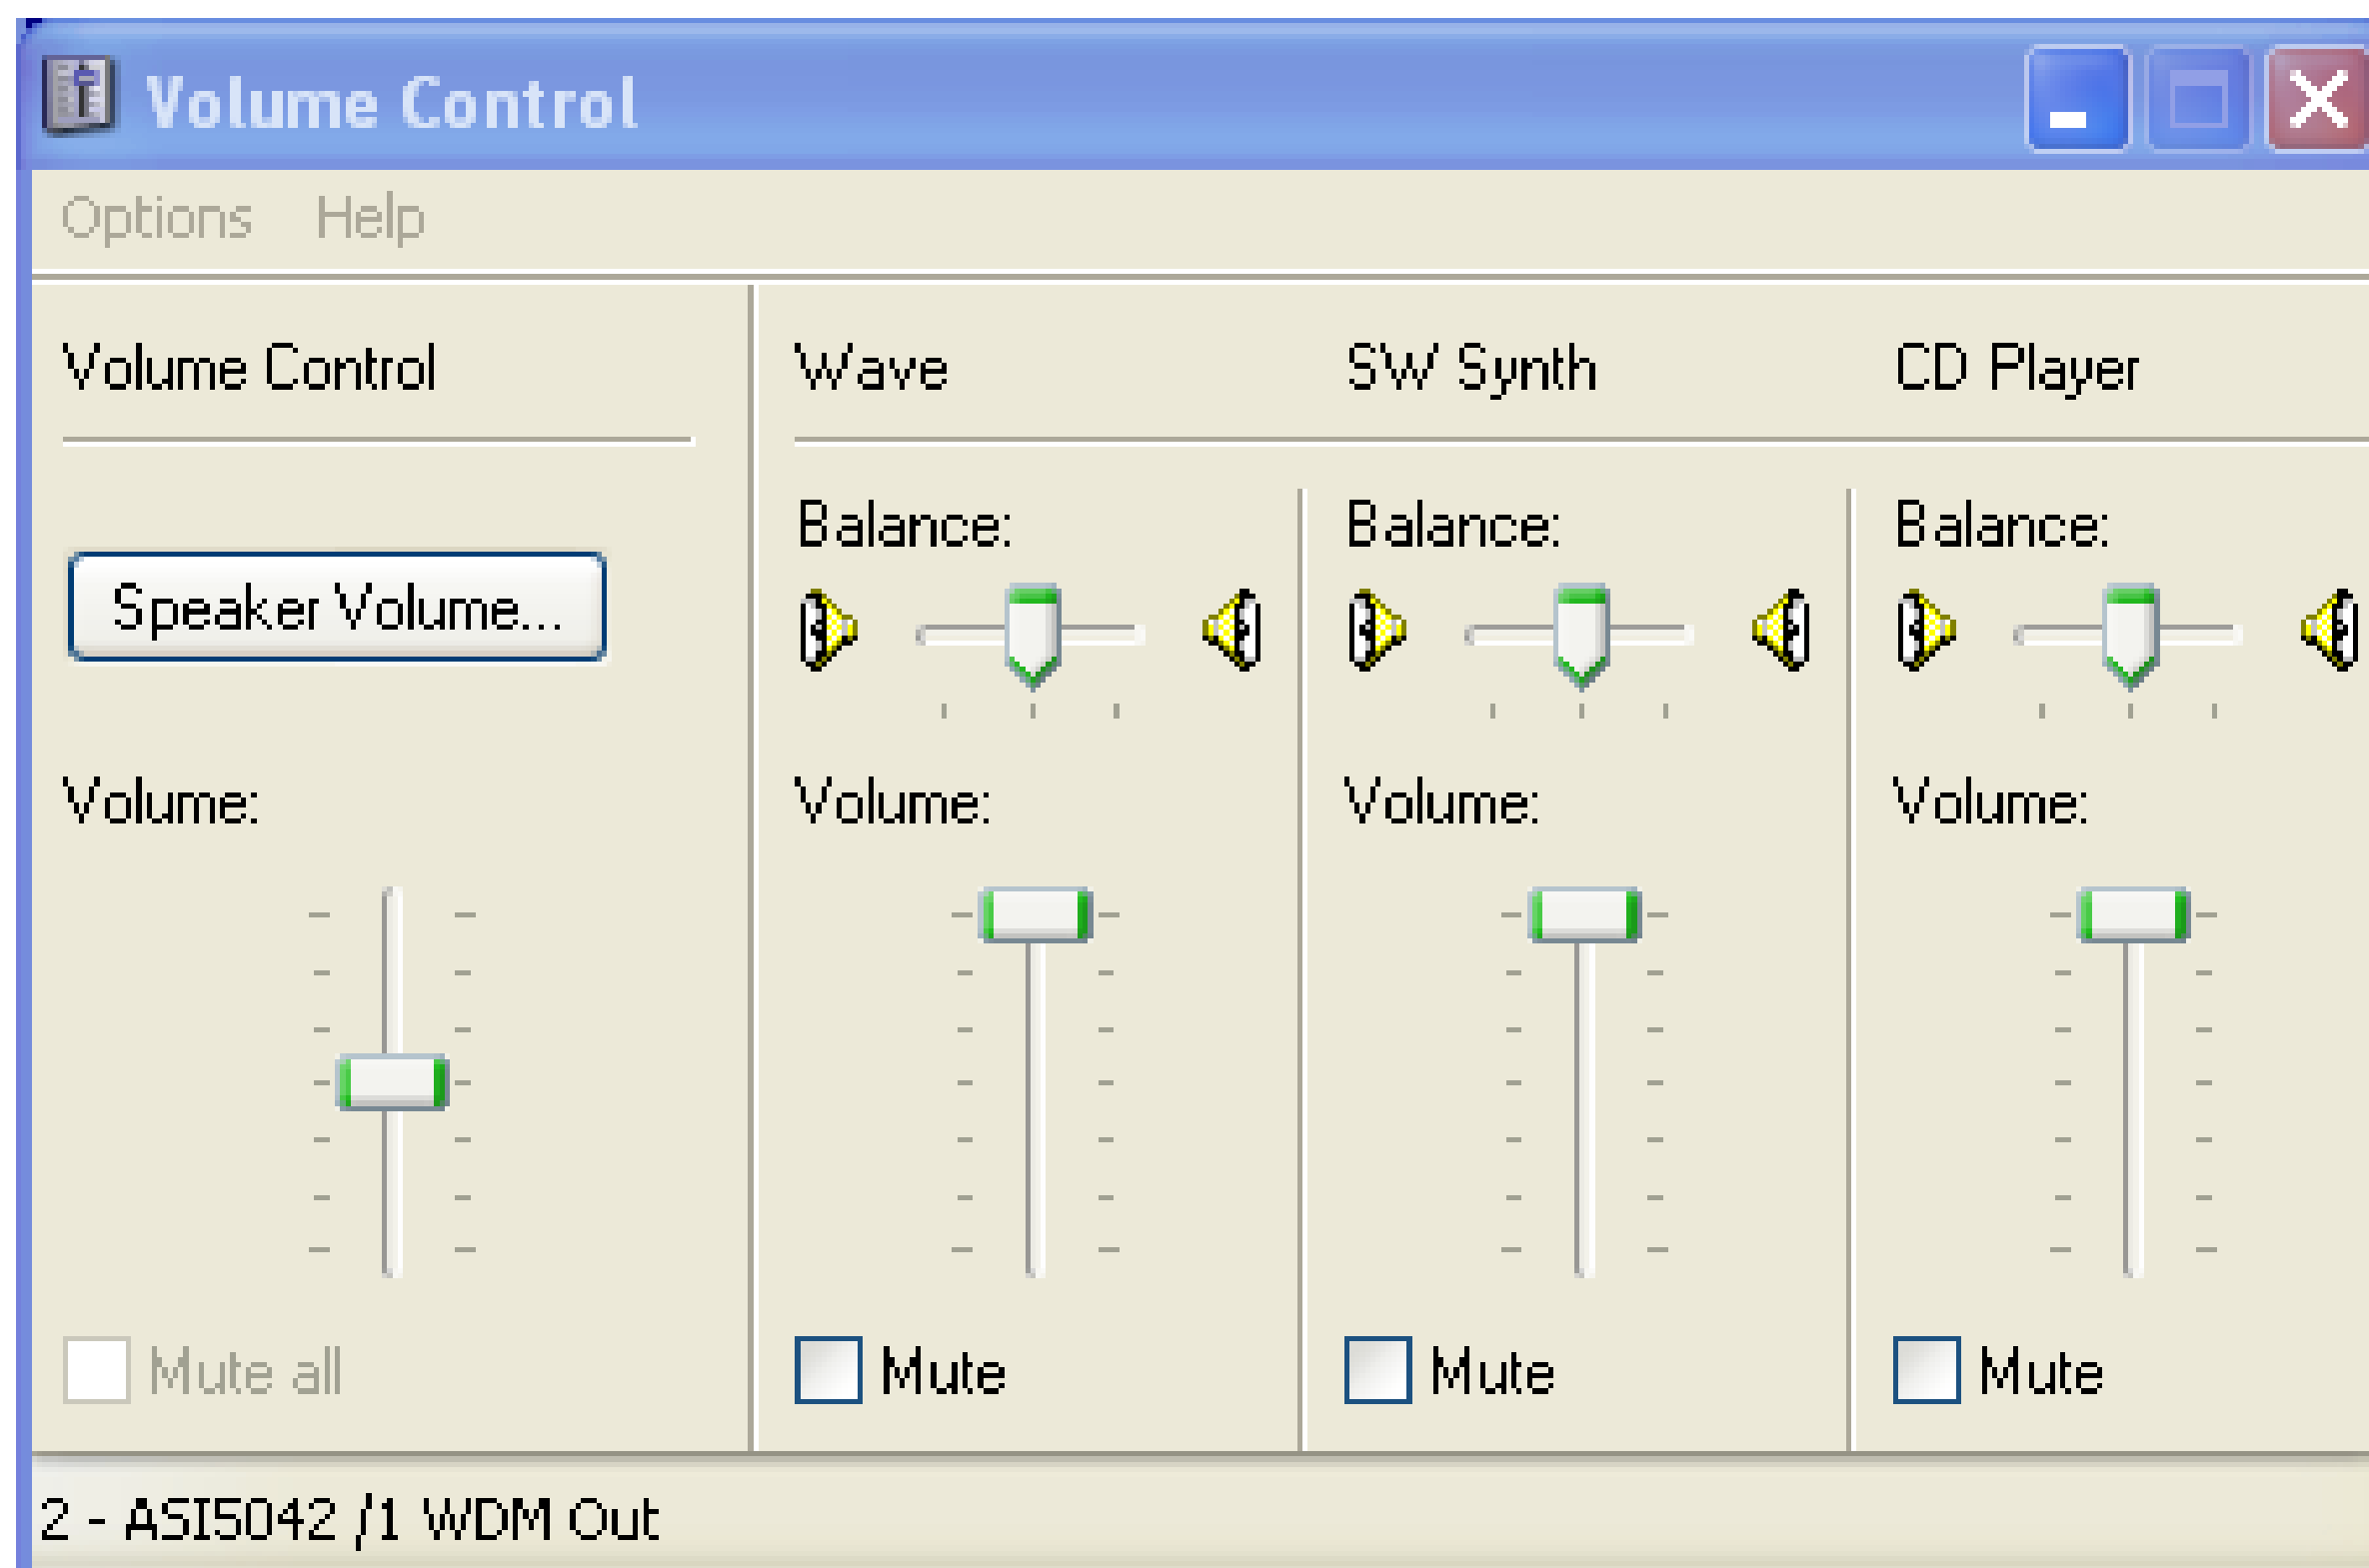 Volume Control
Options Help
Volume Control Wave SW Synth CD Player
Balance: Balance: Balance:
Speaker Volume...
Volume: Volume: Volume: Volume:
Mute all Mute Mute Mute
2 - ASI5042 /1 WDM Out